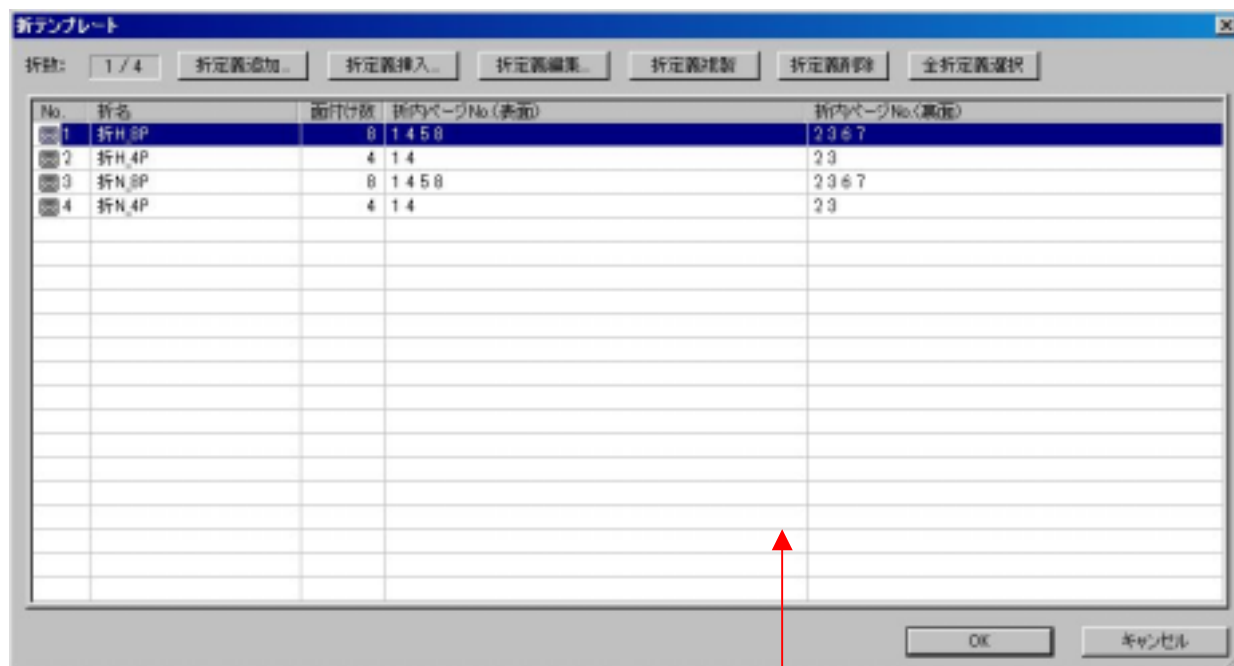 折テンプレート
折数: 1 / 4 折定義追加... 折定義挿入... 折定義編集... 折定義複製 折定義削除 全折定義選択
No. 折名 面付け数 折内ページNo.(表面) 折内ページNo.(裏面)
1 折H_8P 8 1 4 5 8 2 3 6 7
2 折H_4P 4 1 4 2 3
3 折N_8P 8 1 4 5 8 2 3 6 7
4 折N_4P 4 1 4 2 3
OK キャンセル